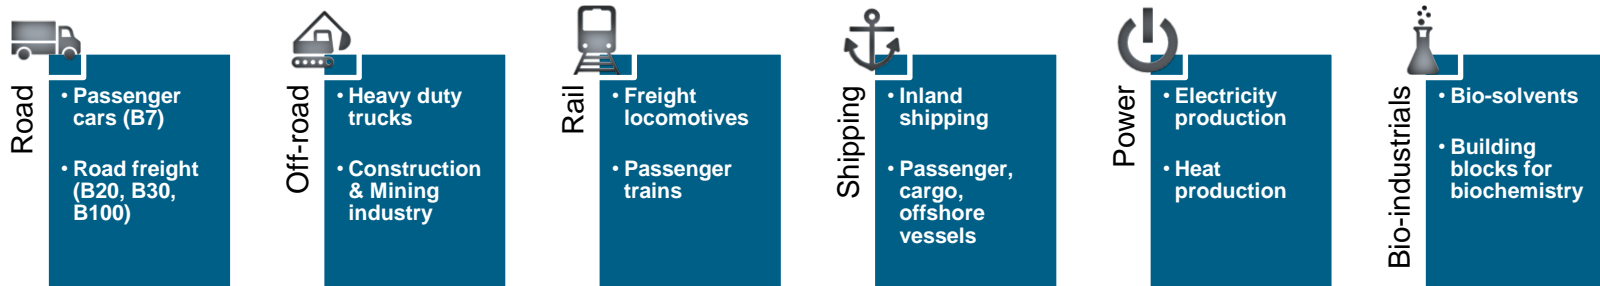 Road
• Passenger
cars (B7)
• Road freight
(B20, B30,
B100)
Off-road
• Heavy duty
trucks
• Construction
& Mining
industry
Rail
• Freight
locomotives
• Passenger
trains
Shipping
• Inland
shipping
• Passenger,
cargo,
offshore
vessels
Power
• Electricity
production
• Heat
production
Bio-industrials
• Bio-solvents
• Building
blocks for
biochemistry